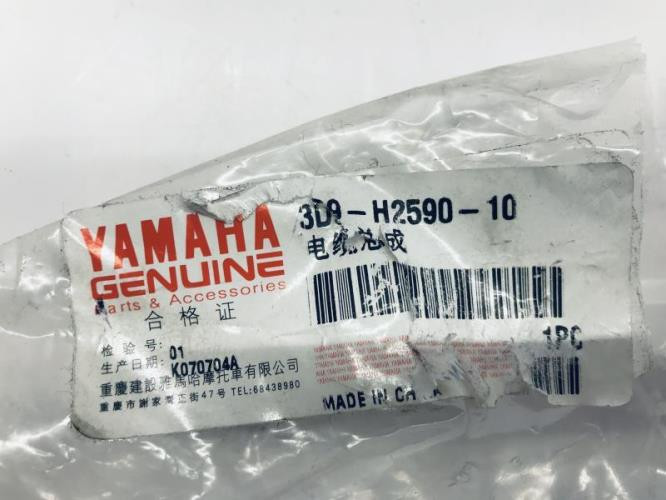 YAMAHA
GENUINE
Parts & Accessories
合格证
检验号: 01
生产日期: K070704A
重慶建設雅馬哈摩托車有限公司
重慶市謝家灣正街47号 TEL:68438980
3D9-H2590-10
电缆总成
1PC
MADE IN CHINA